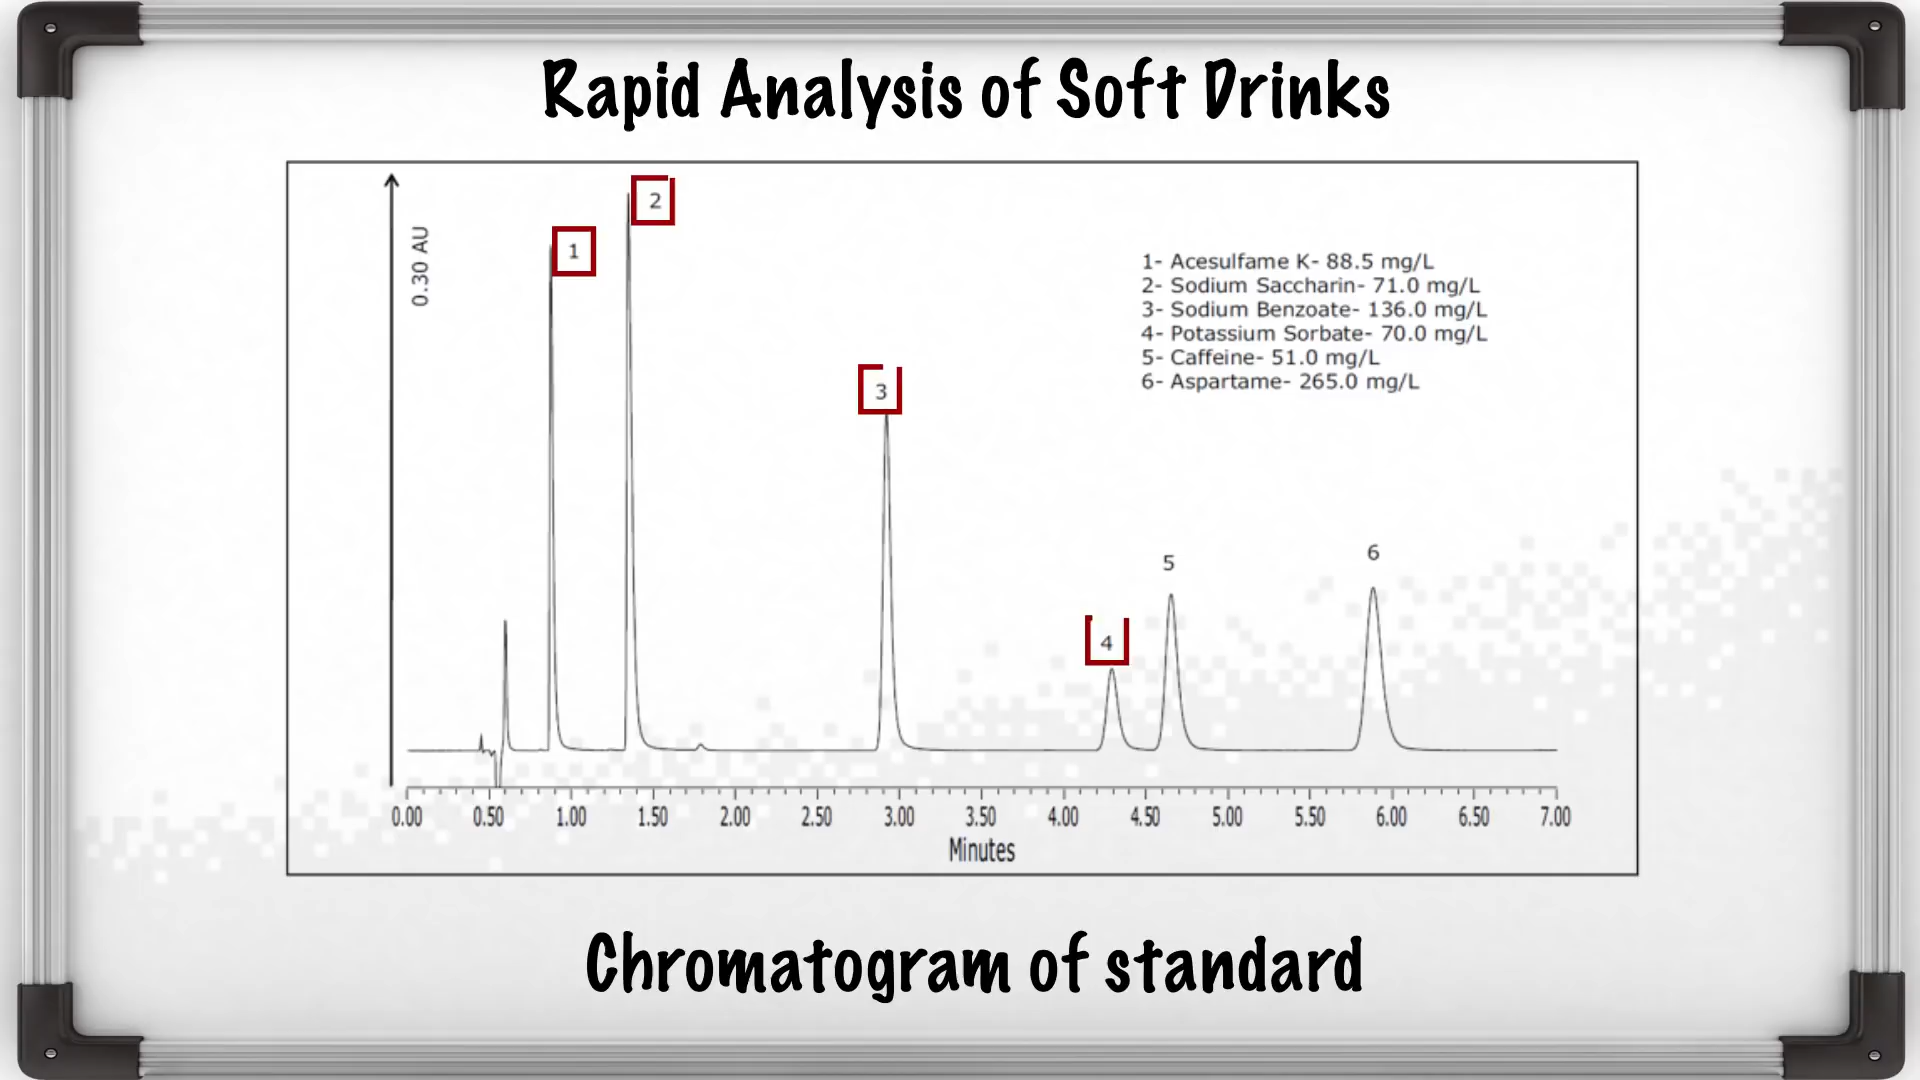 Rapid Analysis of Soft Drinks
0.30 AU
1
2
3
4
5
6
1- Acesulfame K- 88.5 mg/L
2- Sodium Saccharin- 71.0 mg/L
3- Sodium Benzoate- 136.0 mg/L
4- Potassium Sorbate- 70.0 mg/L
5- Caffeine- 51.0 mg/L
6- Aspartame- 265.0 mg/L
0.00 0.50 1.00 1.50 2.00 2.50 3.00 3.50 4.00 4.50 5.00 5.50 6.00 6.50 7.00
Minutes
Chromatogram of standard